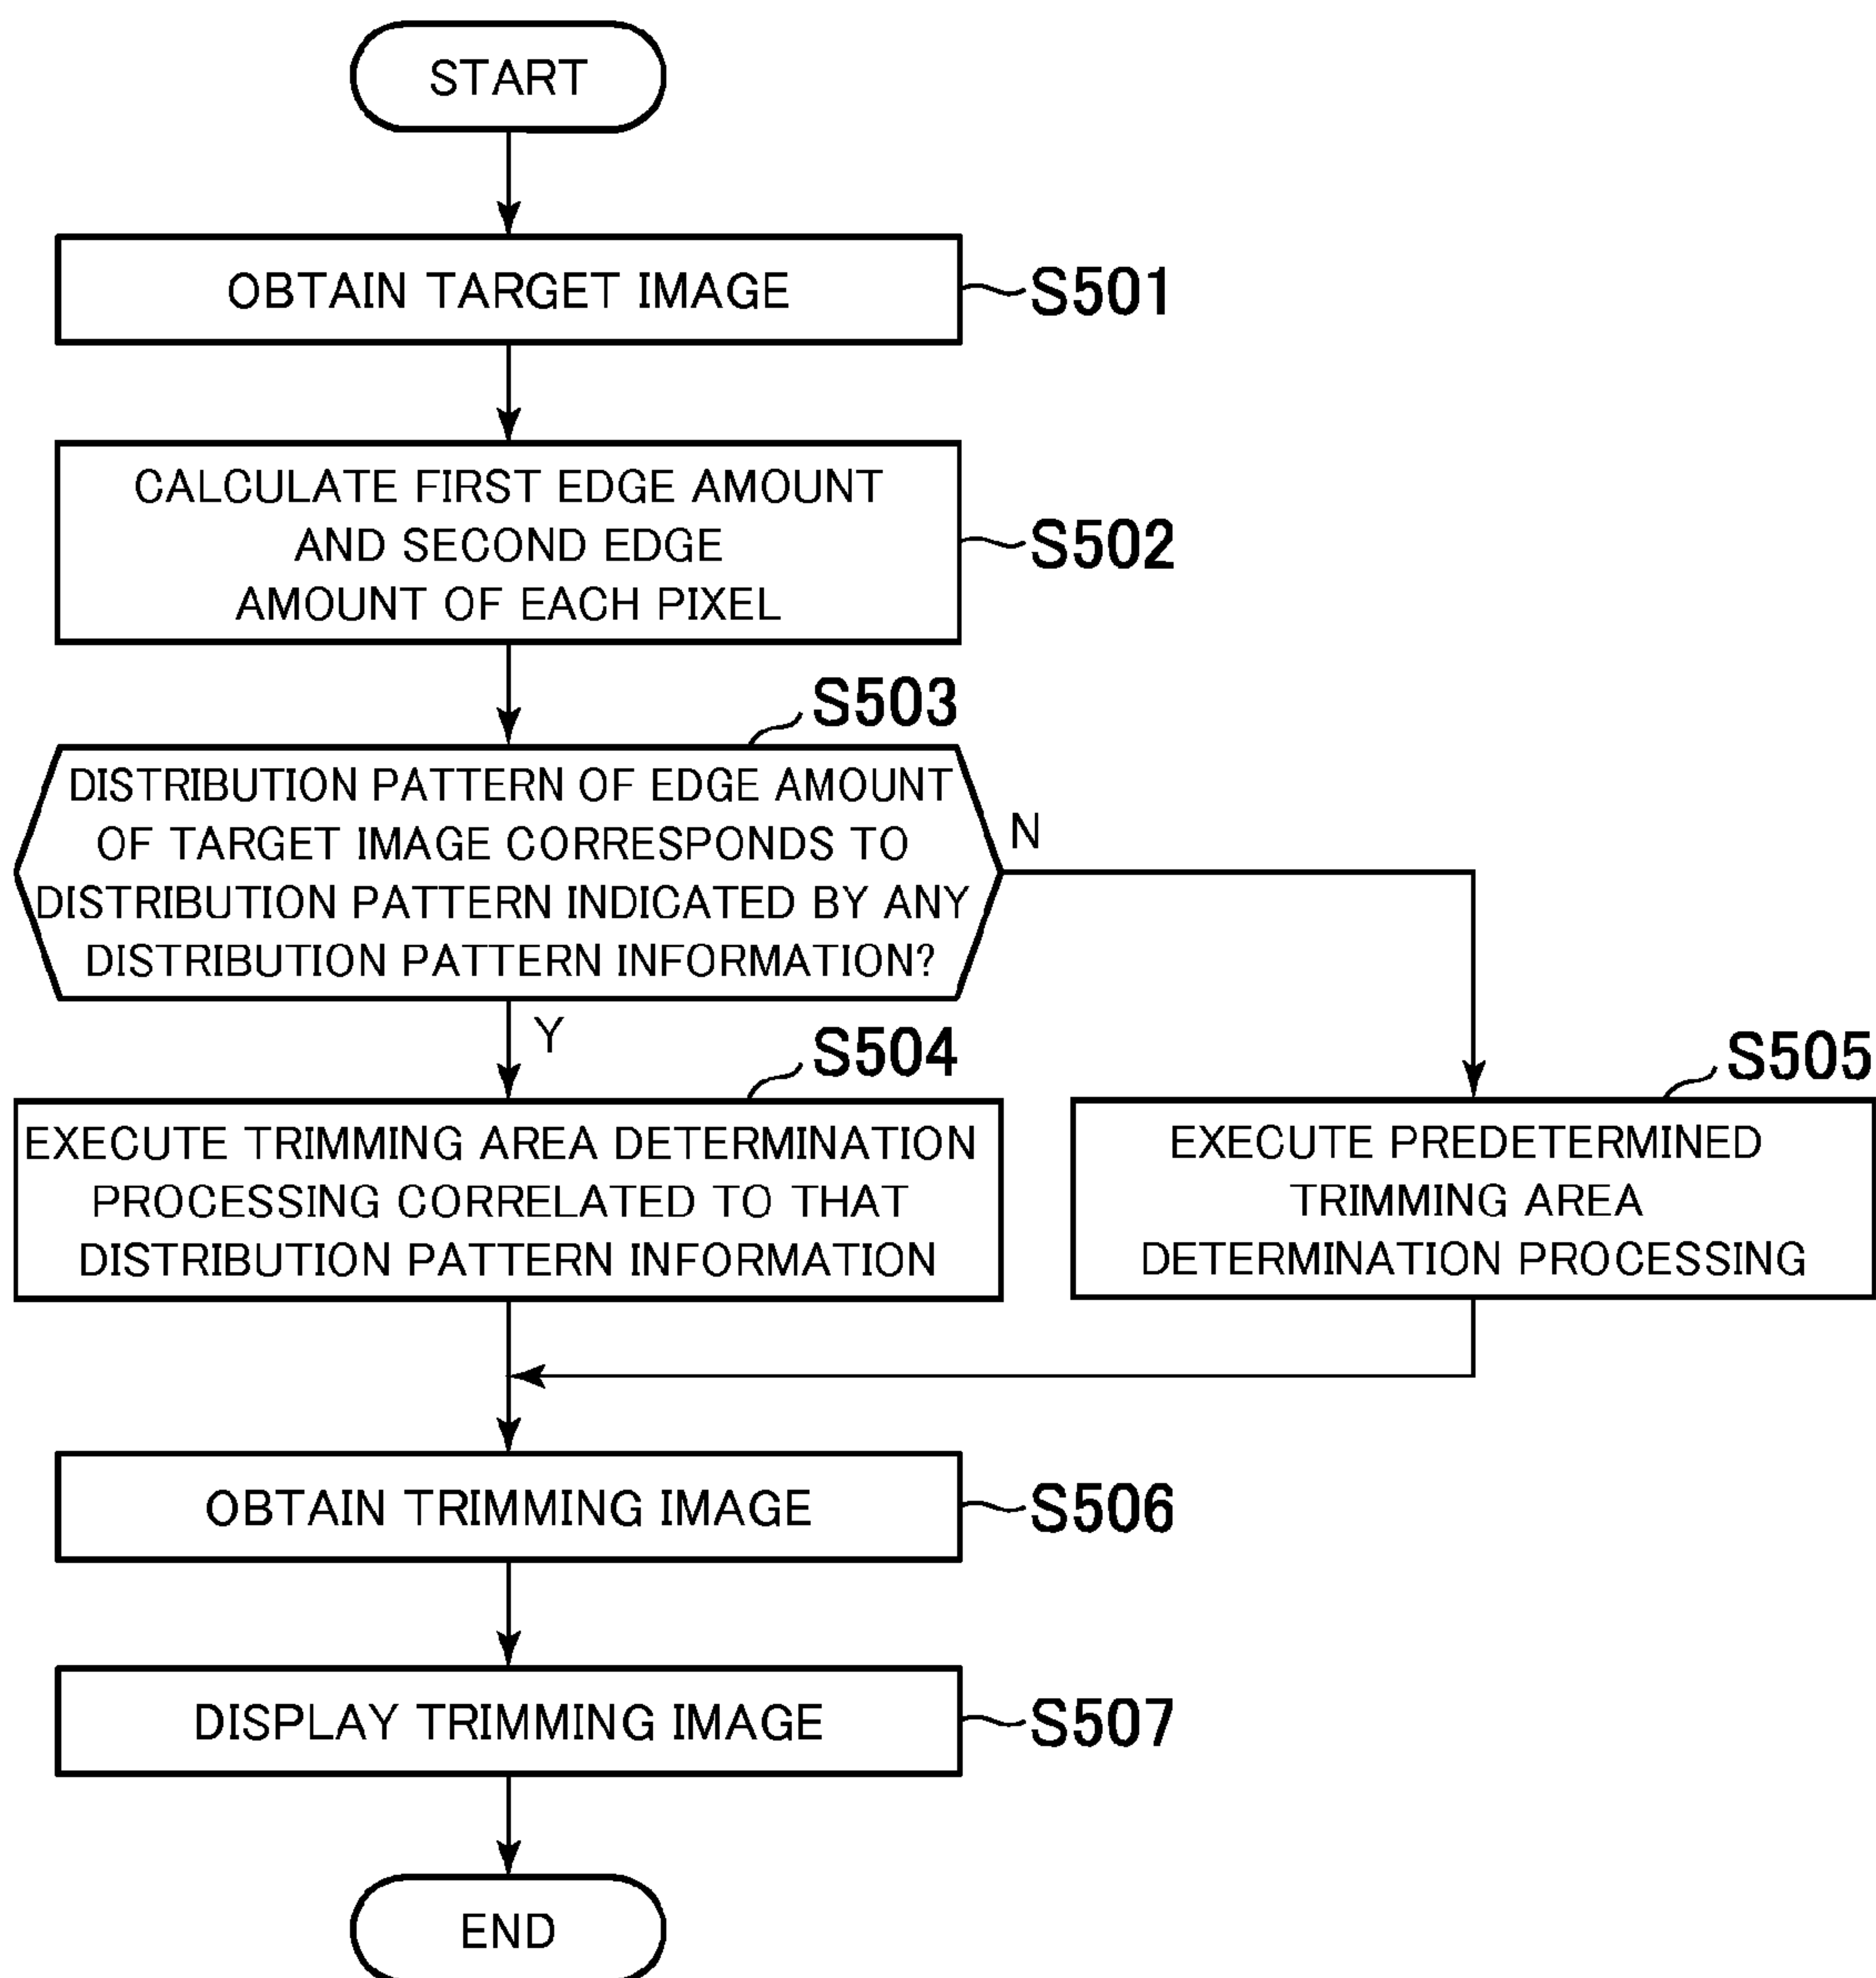 START
OBTAIN TARGET IMAGE
S501
CALCULATE FIRST EDGE AMOUNT
AND SECOND EDGE
AMOUNT OF EACH PIXEL
S502
S503
DISTRIBUTION PATTERN OF EDGE AMOUNT
OF TARGET IMAGE CORRESPONDS TO
DISTRIBUTION PATTERN INDICATED BY ANY
DISTRIBUTION PATTERN INFORMATION?
N
Y
S504
EXECUTE TRIMMING AREA DETERMINATION
PROCESSING CORRELATED TO THAT
DISTRIBUTION PATTERN INFORMATION
S505
EXECUTE PREDETERMINED
TRIMMING AREA
DETERMINATION PROCESSING
OBTAIN TRIMMING IMAGE
S506
DISPLAY TRIMMING IMAGE
S507
END